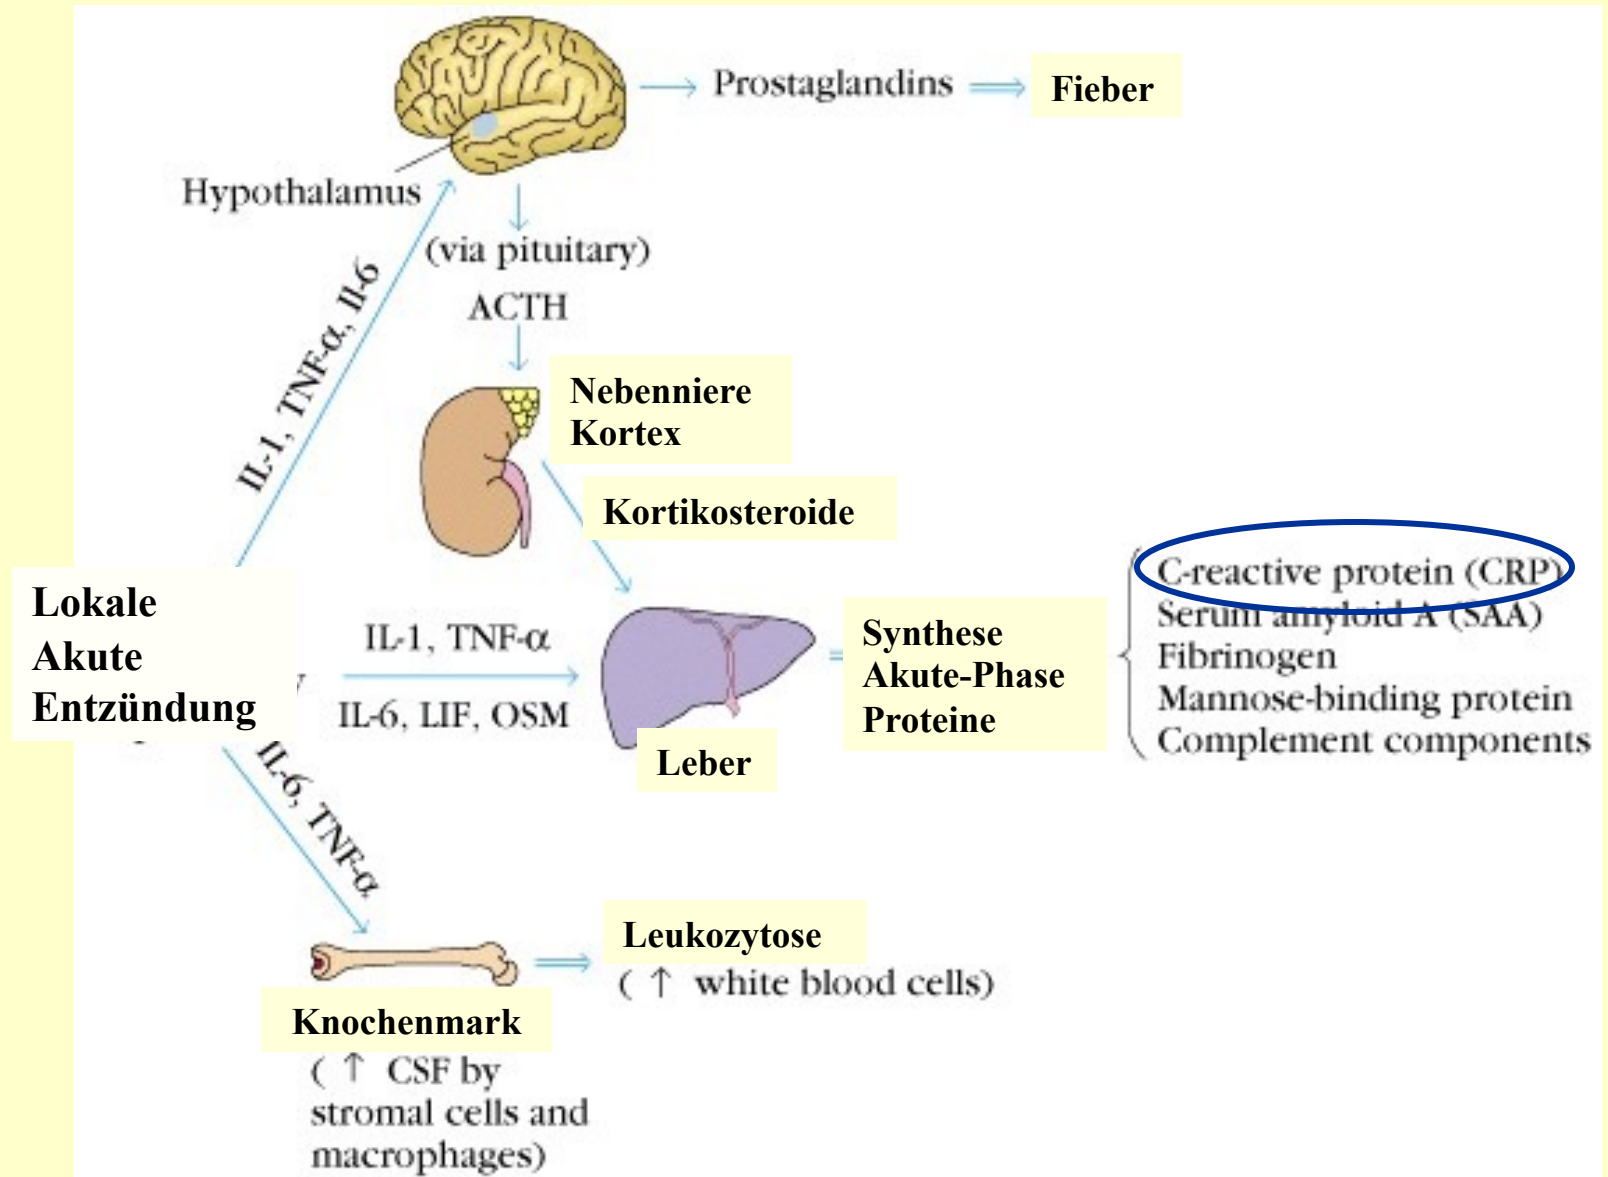 Prostaglandins
Fieber
Hypothalamus
(via pituitary)
ACTH
IL-1, TNF-α, Il-6
Nebenniere
Kortex
Kortikosteroide
Lokale
Akute
Entzündung
IL-1, TNF-α
IL-6, LIF, OSM
Leber
Synthese
Akute-Phase
Proteine
C-reactive protein (CRP)
Serum amyloid A (SAA)
Fibrinogen
Mannose-binding protein
Complement components
IL-6, TNF-α
Leukozytose
( ↑ white blood cells)
Knochenmark
( ↑ CSF by
stromal cells and
macrophages)